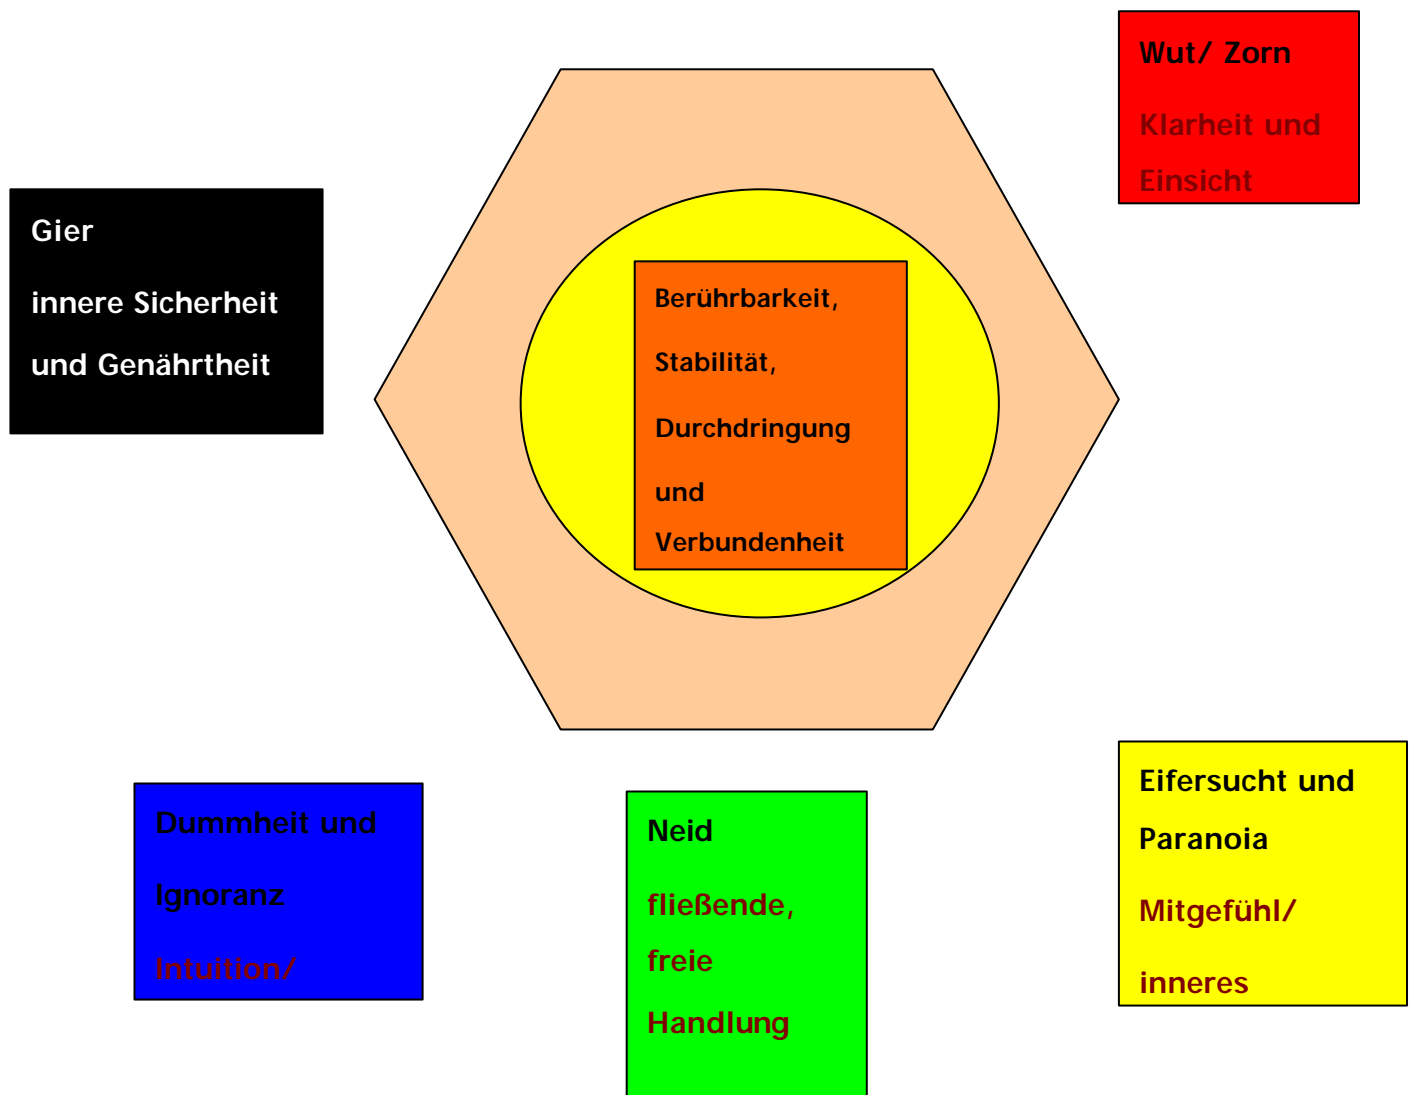 Wut/ Zorn
Klarheit und
Einsicht
Gier
innere Sicherheit
und Genährtheit
Berührbarkeit,
Stabilität,
Durchdringung
und
Verbundenheit
Dummheit und
Ignoranz
Intuition/
Neid
fließende,
freie
Handlung
Eifersucht und
Paranoia
Mitgefühl/
inneres